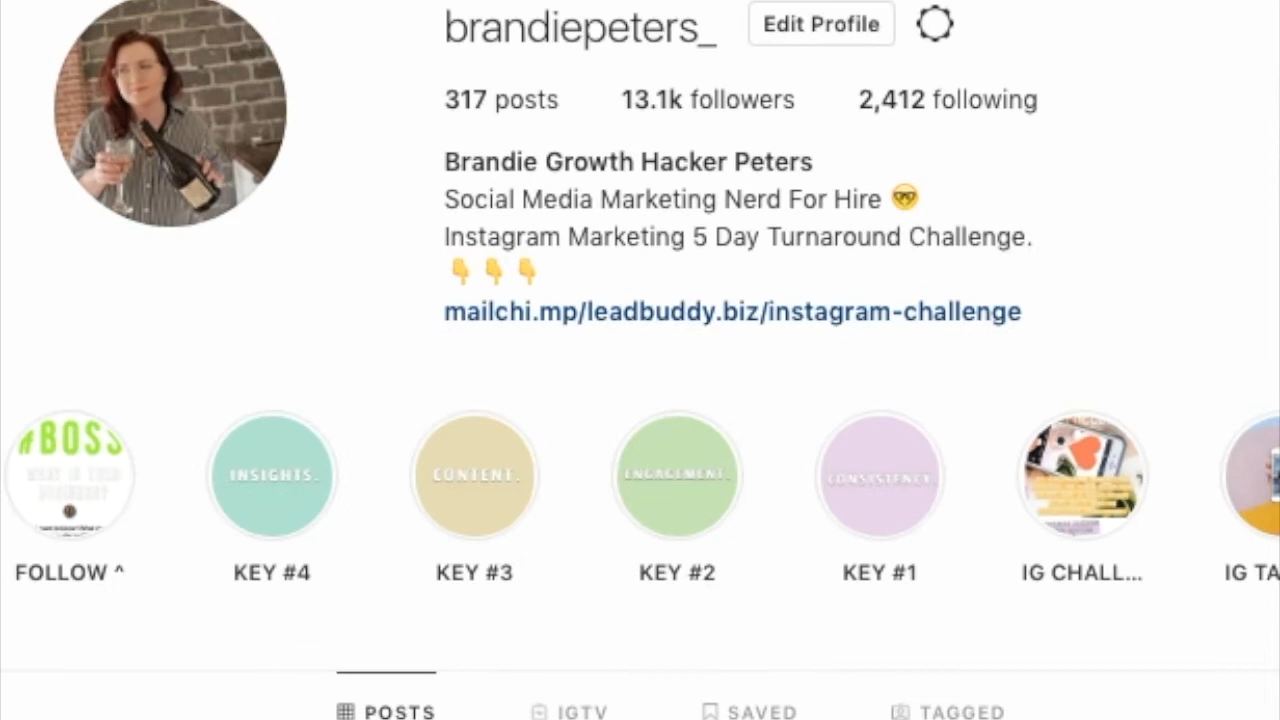 brandiepeters_ Edit Profile
317 posts 13.1k followers 2,412 following
Brandie Growth Hacker Peters
Social Media Marketing Nerd For Hire 🤓
Instagram Marketing 5 Day Turnaround Challenge.
👇 👇 👇
mailchi.mp/leadbuddy.biz/instagram-challenge
#BOSS
INSIGHTS. CONTENT. ENGAGEMENT. CONSISTENCY.
FOLLOW ^ KEY #4 KEY #3 KEY #2 KEY #1 IG CHALL... IG TA
POSTS IGTV SAVED TAGGED